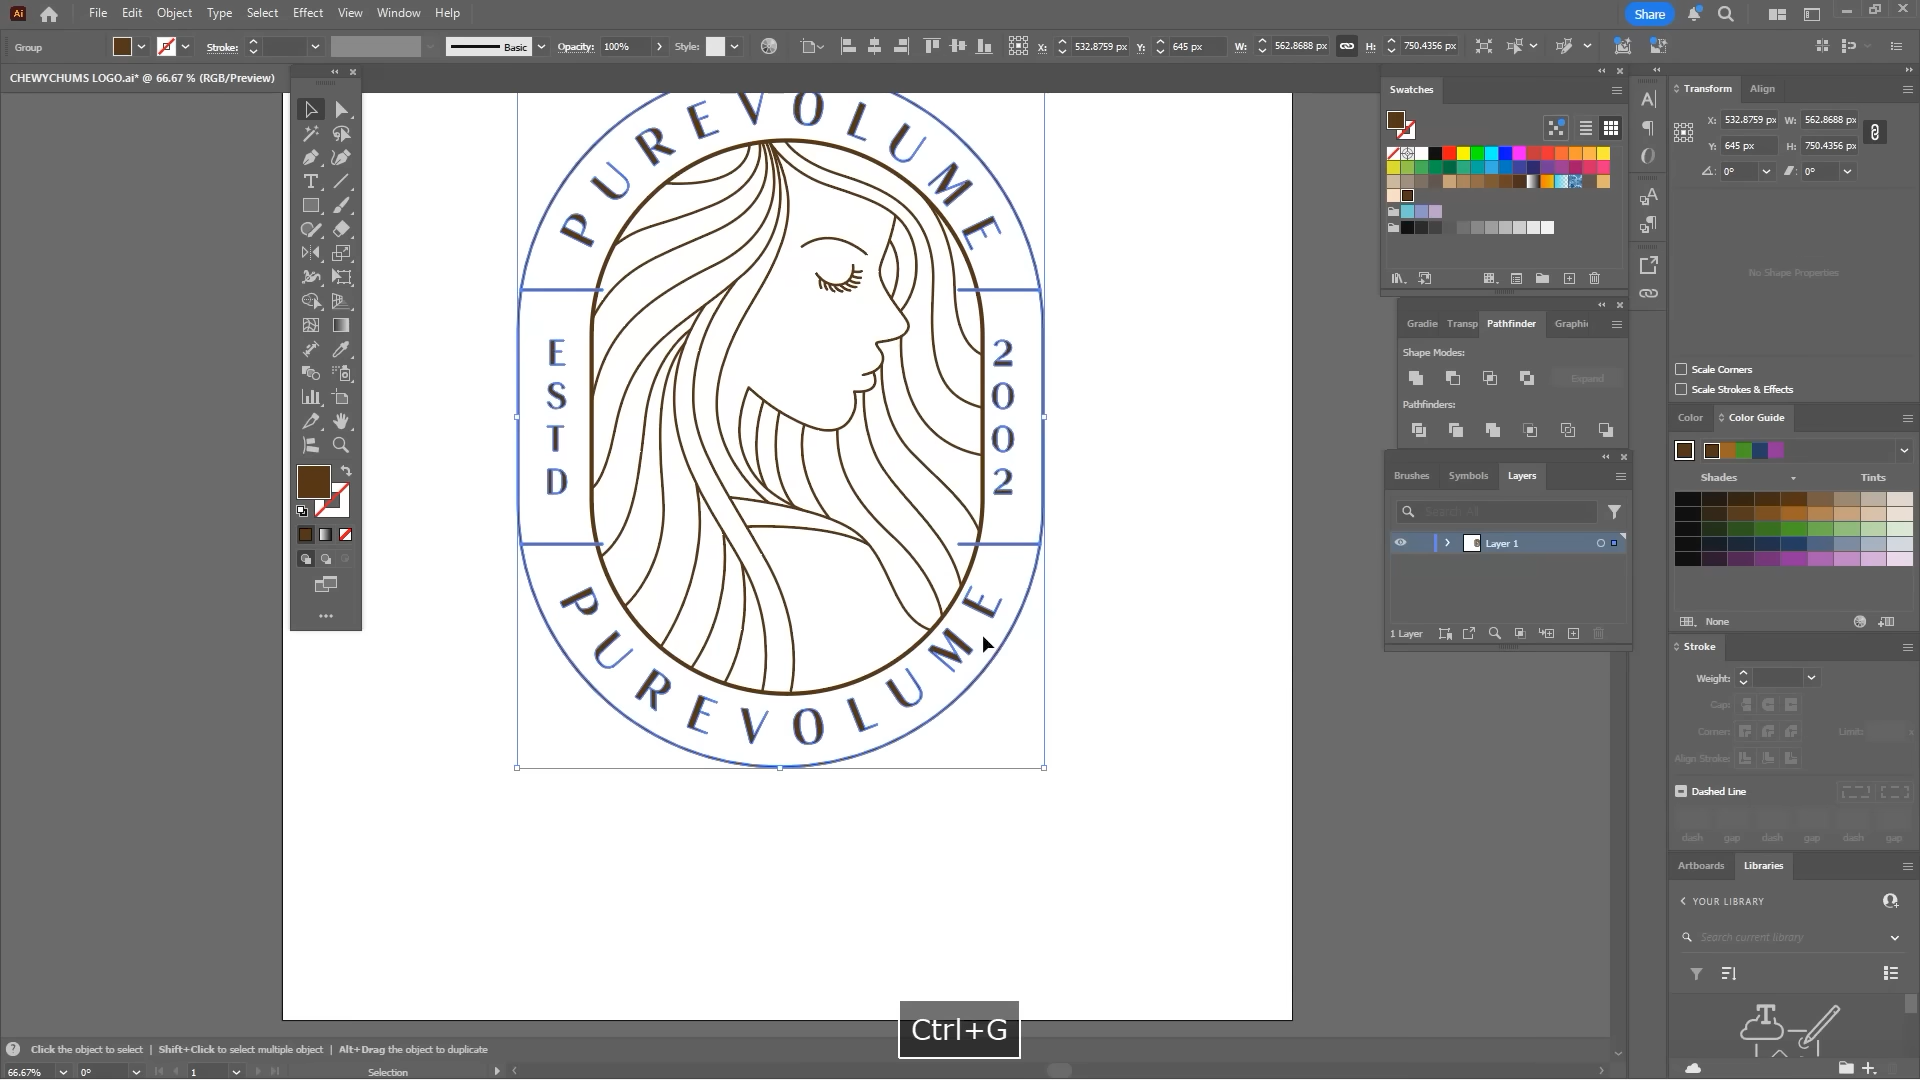 Ai File Edit Object Type Select Effect View Window Help Share
Group Stroke: Basic Opacity: 100% Style: X: 532.8759 px Y: 645 px W: 562.8688 px H: 750.4356 px
CHEWYCHUMS LOGO.ai* @ 66.67 % (RGB/Preview)
PUREVOLUME
ESTD
2002
PUREVOLUME
Swatches
Gradie Transp Pathfinder Graphi
Shape Modes:
Expand
Pathfinders:
Brushes Symbols Layers
Search All
Layer 1
1 Layer
Transform Align
X: 532.8759 px W: 562.8688 px
Y: 645 px H: 750.4356 px
0° 0°
No Shape Properties
Scale Corners
Scale Strokes & Effects
Color Color Guide
Shades Tints
None
Stroke
Weight:
Cap:
Corner: Limit: x
Align Stroke:
Dashed Line
dash gap dash gap dash gap
Artboards Libraries
YOUR LIBRARY
Search current library
Ctrl+G
Click the object to select | Shift+Click to select multiple object | Alt+Drag the object to duplicate
66.67% 0° 1 Selection